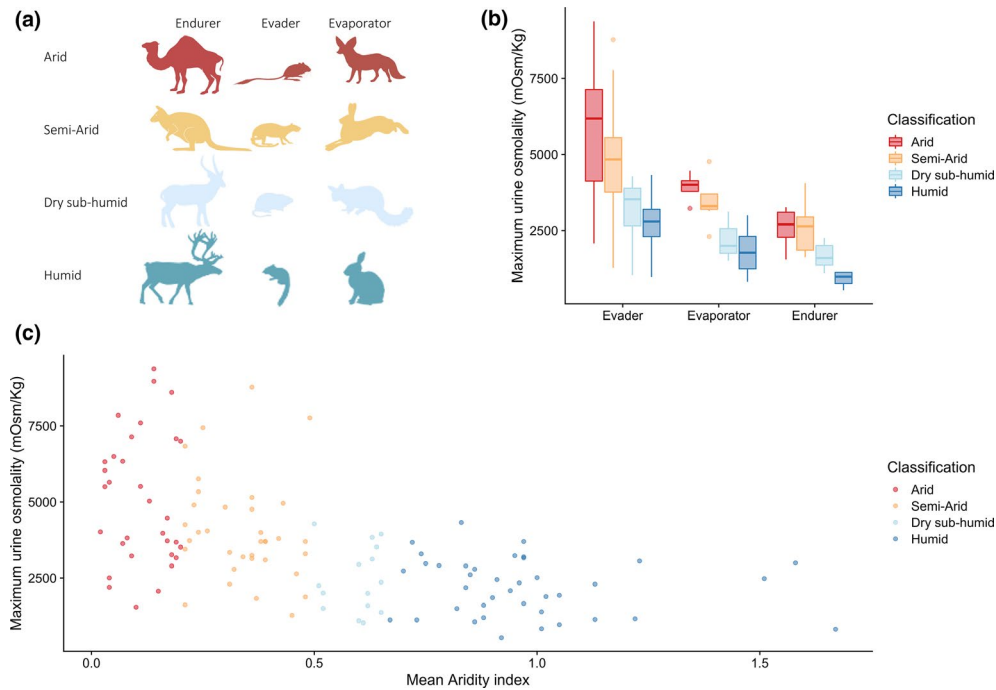 (a)
Endurer Evader Evaporator
Arid
Semi-Arid
Dry sub-humid
Humid
(b)
Maximum urine osmolality (mOsm/Kg)
7500
5000
2500
Evader Evaporator Endurer
Classification
Arid
Semi-Arid
Dry sub-humid
Humid
(c)
Maximum urine osmolality (mOsm/Kg)
7500
5000
2500
0.0 0.5 1.0 1.5
Mean Aridity index
Classification
Arid
Semi-Arid
Dry sub-humid
Humid